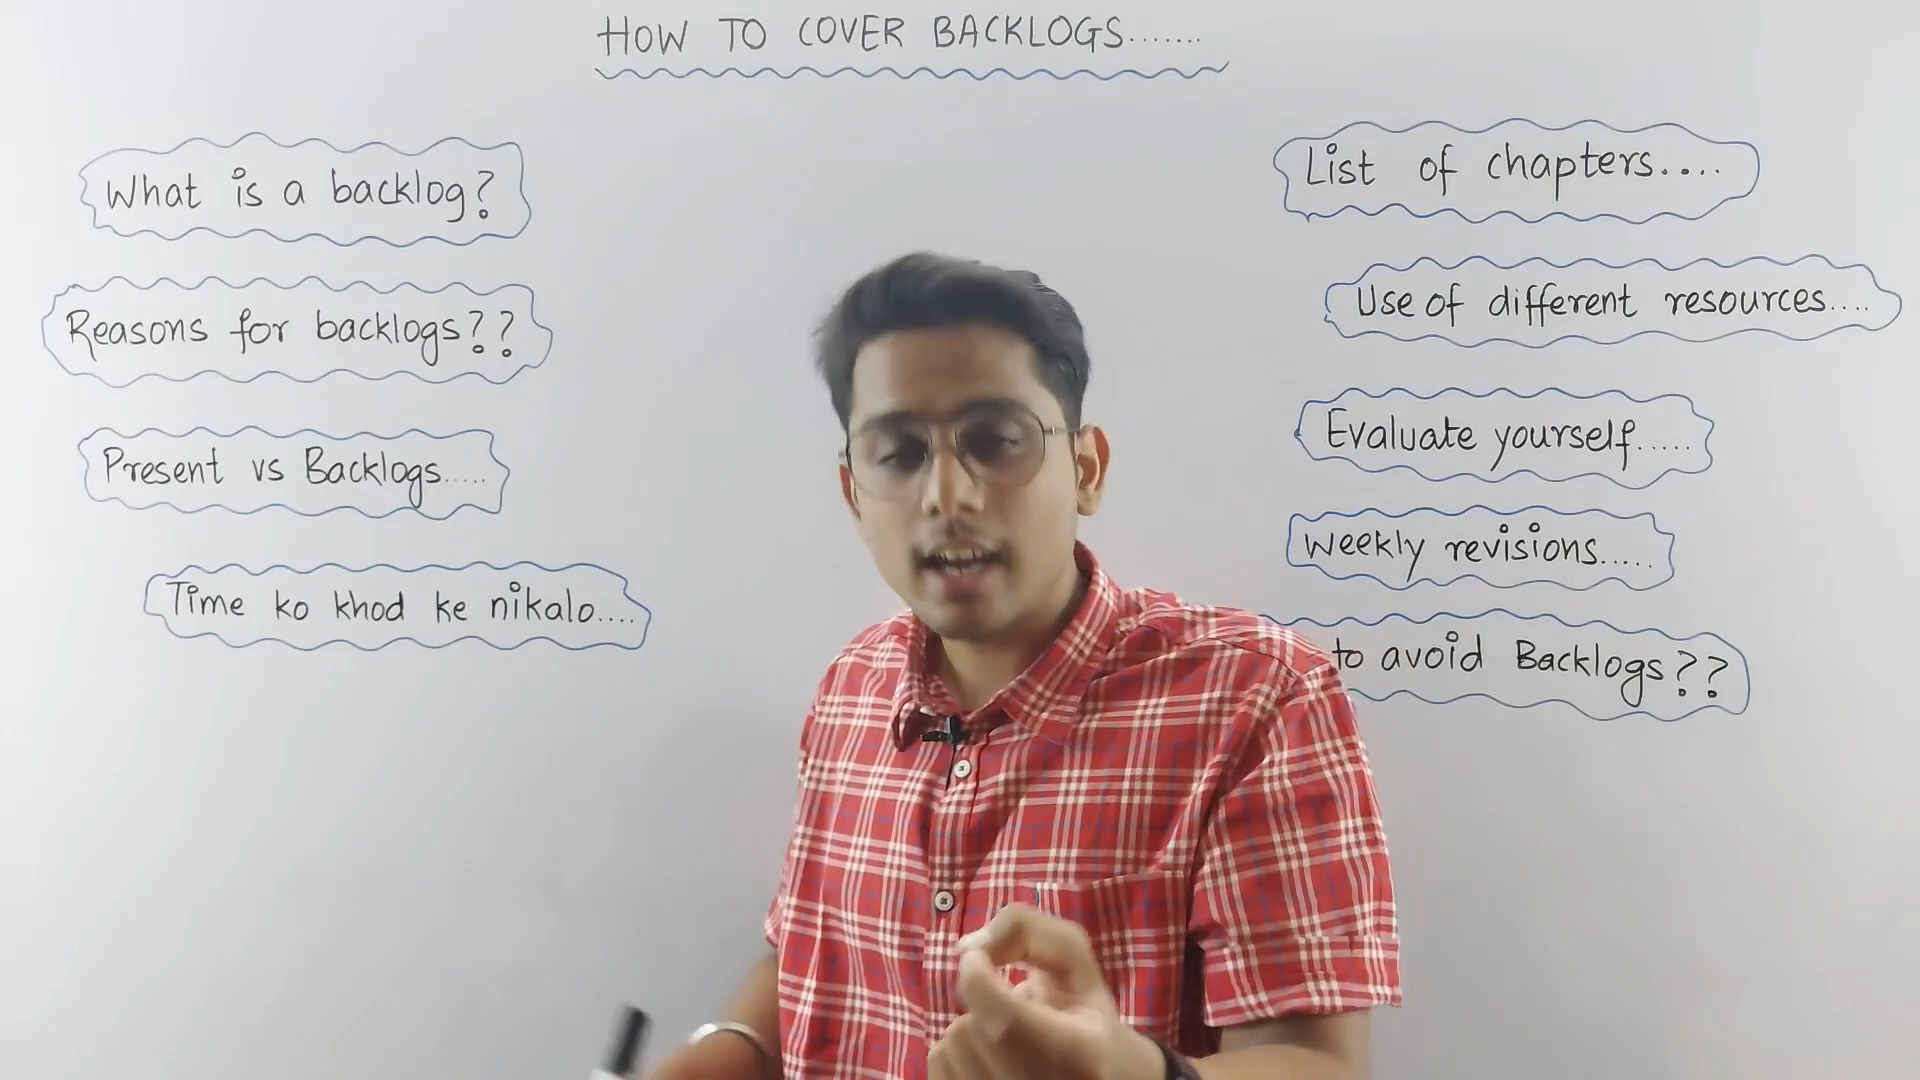 HOW TO COVER BACKLOGS.......
What is a backlog?
Reasons for backlogs??
Present vs Backlogs.....
Time ko khod ke nikalo....
List of chapters....
Use of different resources....
Evaluate yourself.....
Weekly revisions.....
to avoid Backlogs??